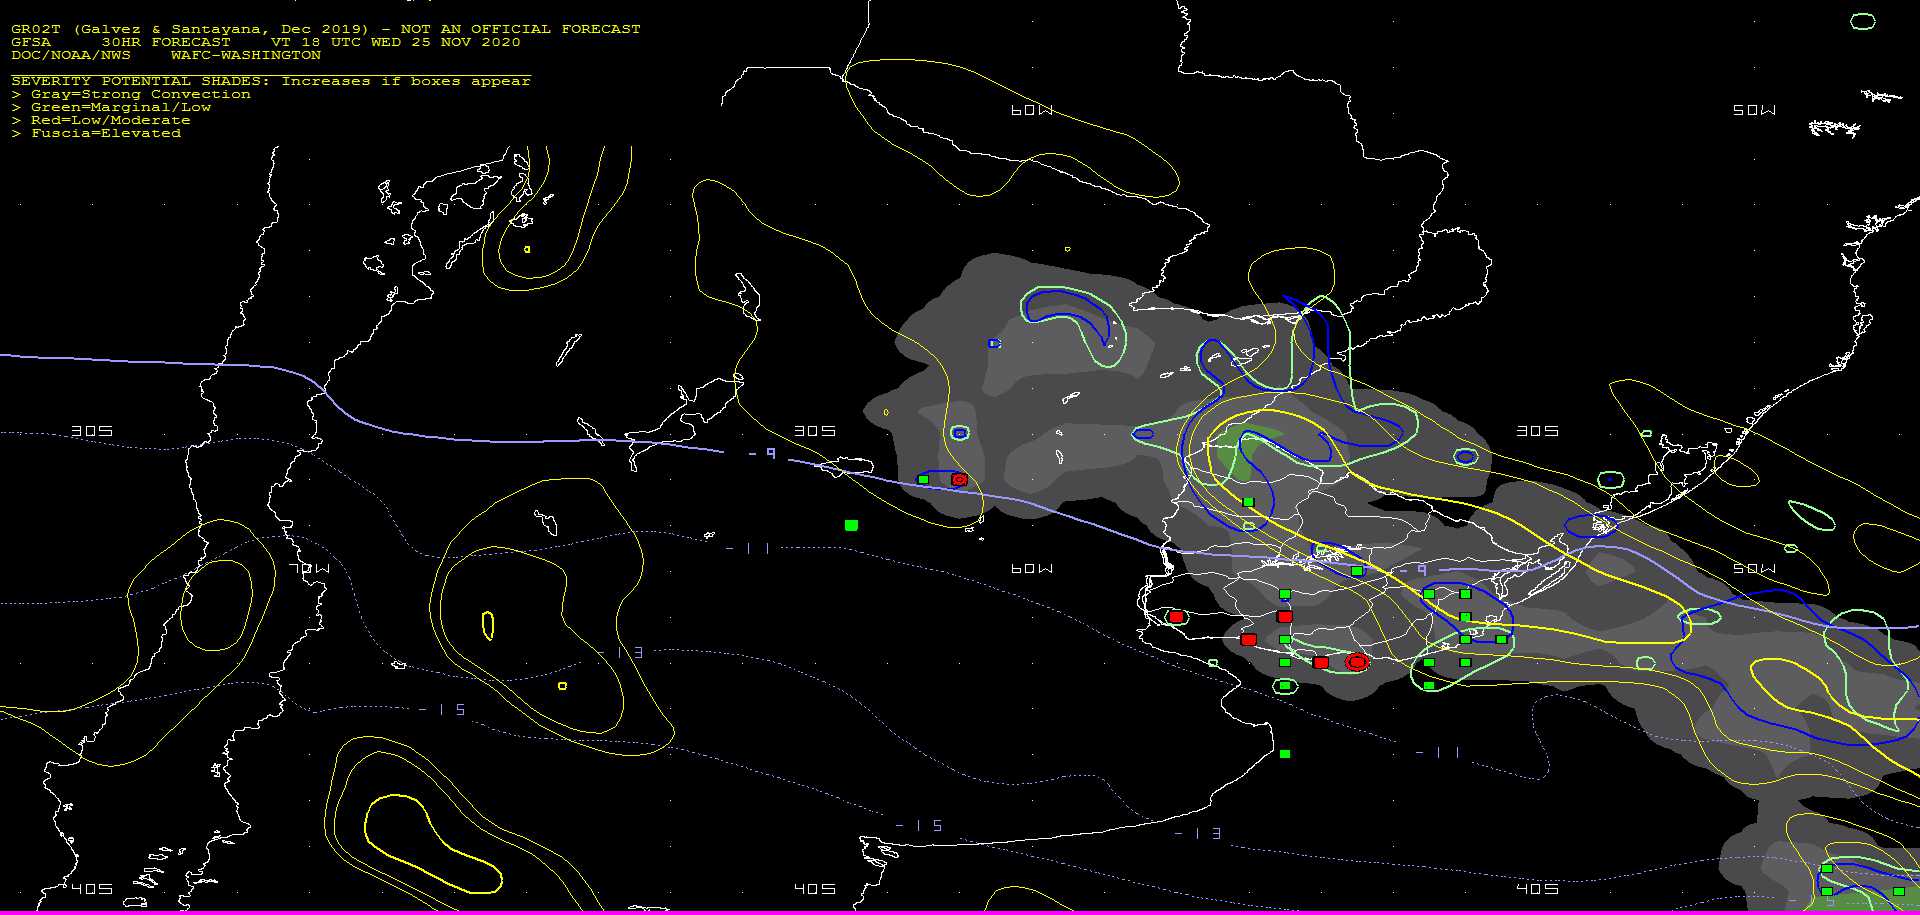 GR02T (Galvez & Santayana, Dec 2019) - NOT AN OFFICIAL FORECAST
GFSA     30HR FORECAST    VT 18 UTC WED 25 NOV 2020
DOC/NOAA/NWS    WAFC-WASHINGTON
SEVERITY POTENTIAL SHADES: Increases if boxes appear
> Gray=Strong Convection
> Green=Marginal/Low
> Red=Low/Moderate
> Fuscia=Elevated
60W
50W
30S
30S
30S
-9
-11
70W
60W
-9
50W
-13
-15
-11
-15
-13
40S
40S
40S
-15